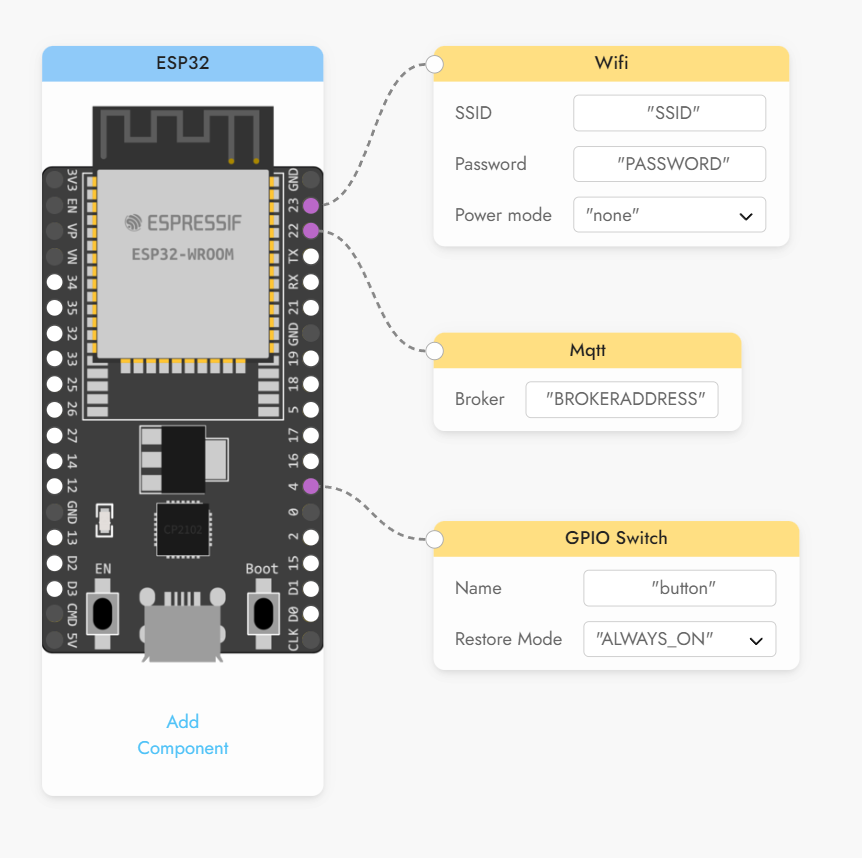 ESP32
3V3
EN
VP
VN
34
35
32
33
25
26
27
14
12
GND
13
D2
D3
CMD
5V
GND
23
22
TX
RX
21
GND
19
18
5
17
16
4
0
2
15
D1
D0
CLK
ESPRESSIF
ESP32-WROOM
CP2102
EN
Boot
Add
Component
Wifi
SSID "SSID"
Password "PASSWORD"
Power mode "none"
Mqtt
Broker "BROKERADDRESS"
GPIO Switch
Name "button"
Restore Mode "ALWAYS_ON"